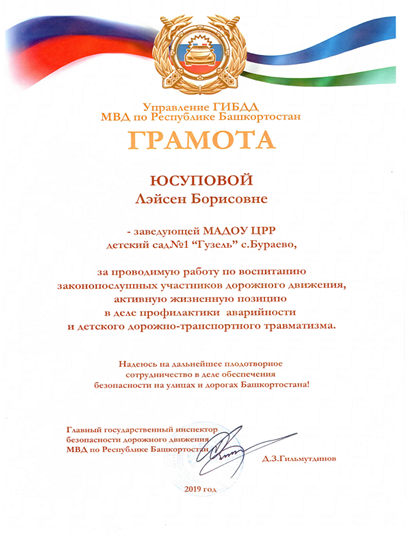 Управление ГИБДД
МВД по Республике Башкортостан
ГРАМОТА
ЮСУПОВОЙ
Лэйсен Борисовне
- заведующей МАДОУ ЦРР
детский сад№1 “Гузель” с.Бураево,
за проводимую работу по воспитанию
законопослушных участников дорожного движения,
активную жизненную позицию
в деле профилактики аварийности
и детского дорожно-транспортного травматизма.
Надеюсь на дальнейшее плодотворное
сотрудничество в деле обеспечения
безопасности на улицах и дорогах Башкортостана!
Главный государственный инспектор
безопасности дорожного движения
МВД по Республике Башкортостан
Д.З.Гильмутдинов
2019 год